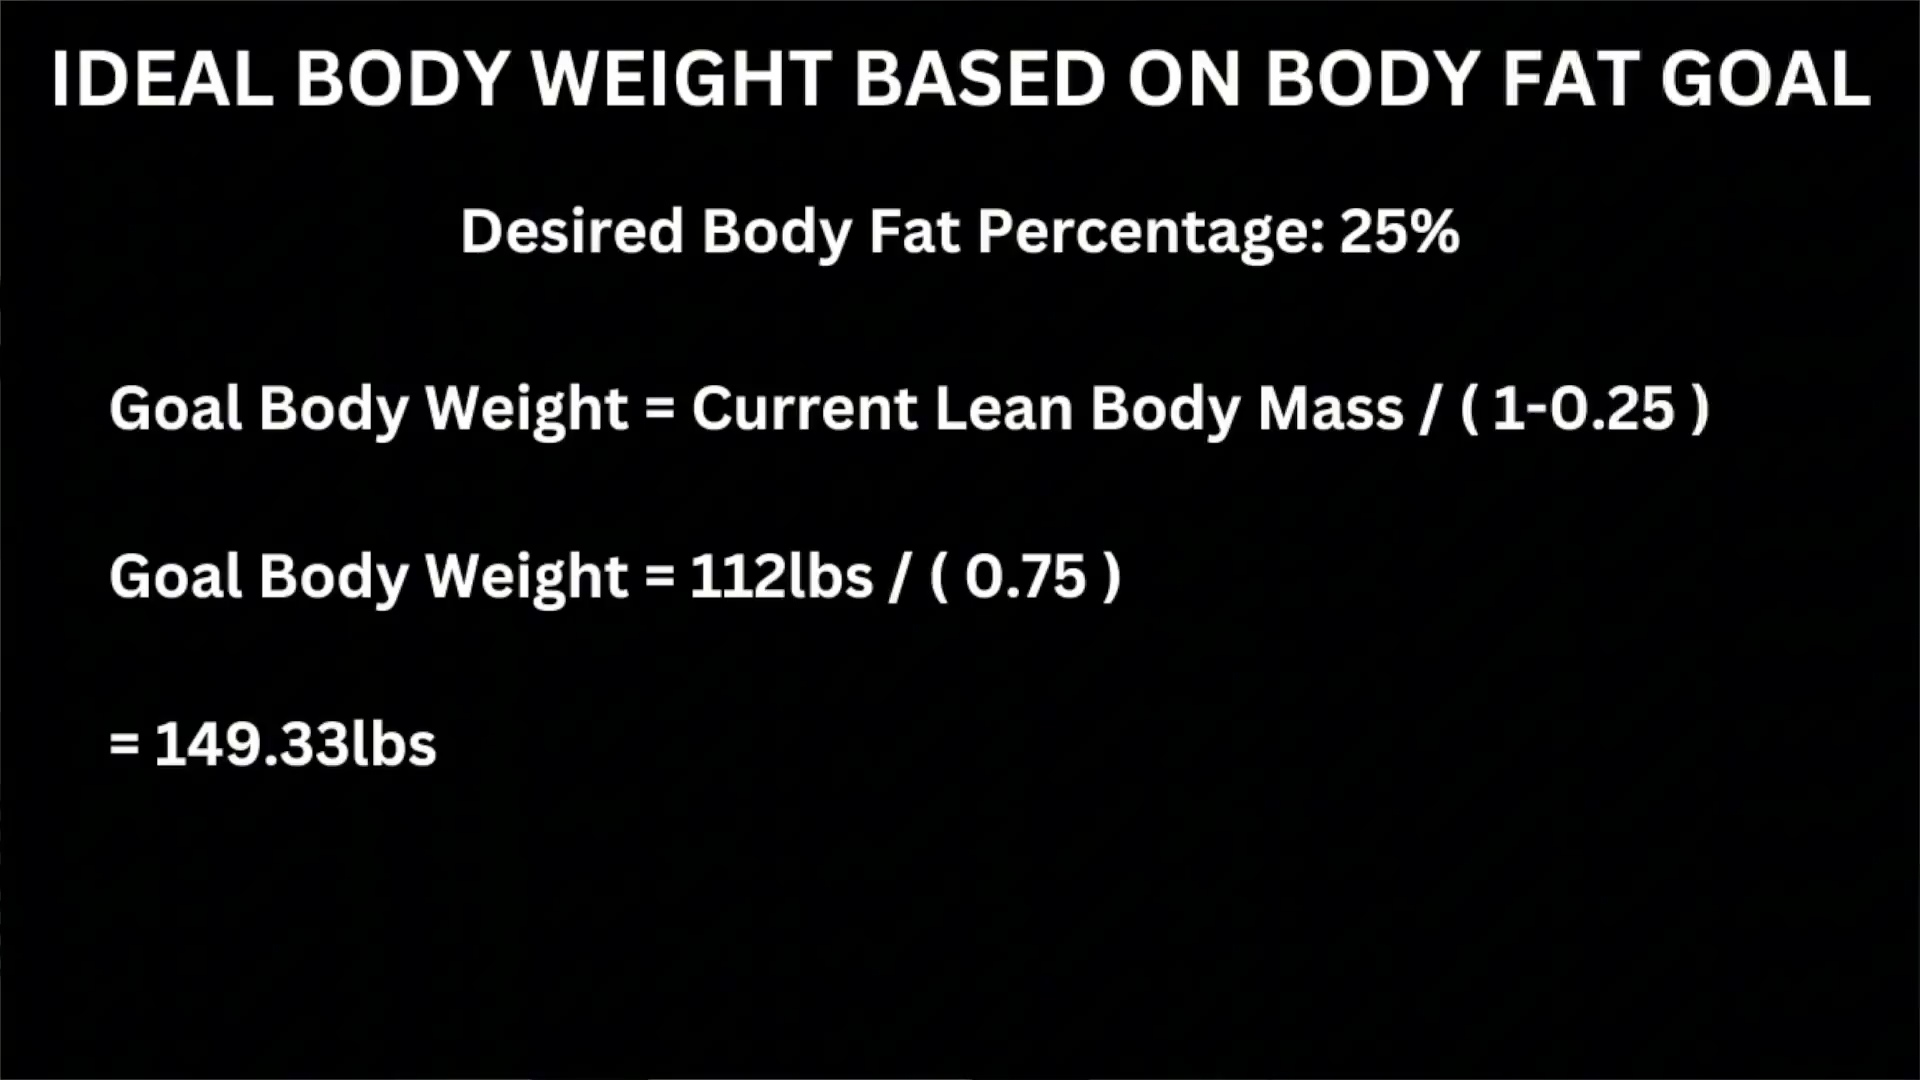 IDEAL BODY WEIGHT BASED ON BODY FAT GOAL
Desired Body Fat Percentage: 25%
Goal Body Weight = Current Lean Body Mass / ( 1-0.25 )
Goal Body Weight = 112lbs / ( 0.75 )
= 149.33lbs